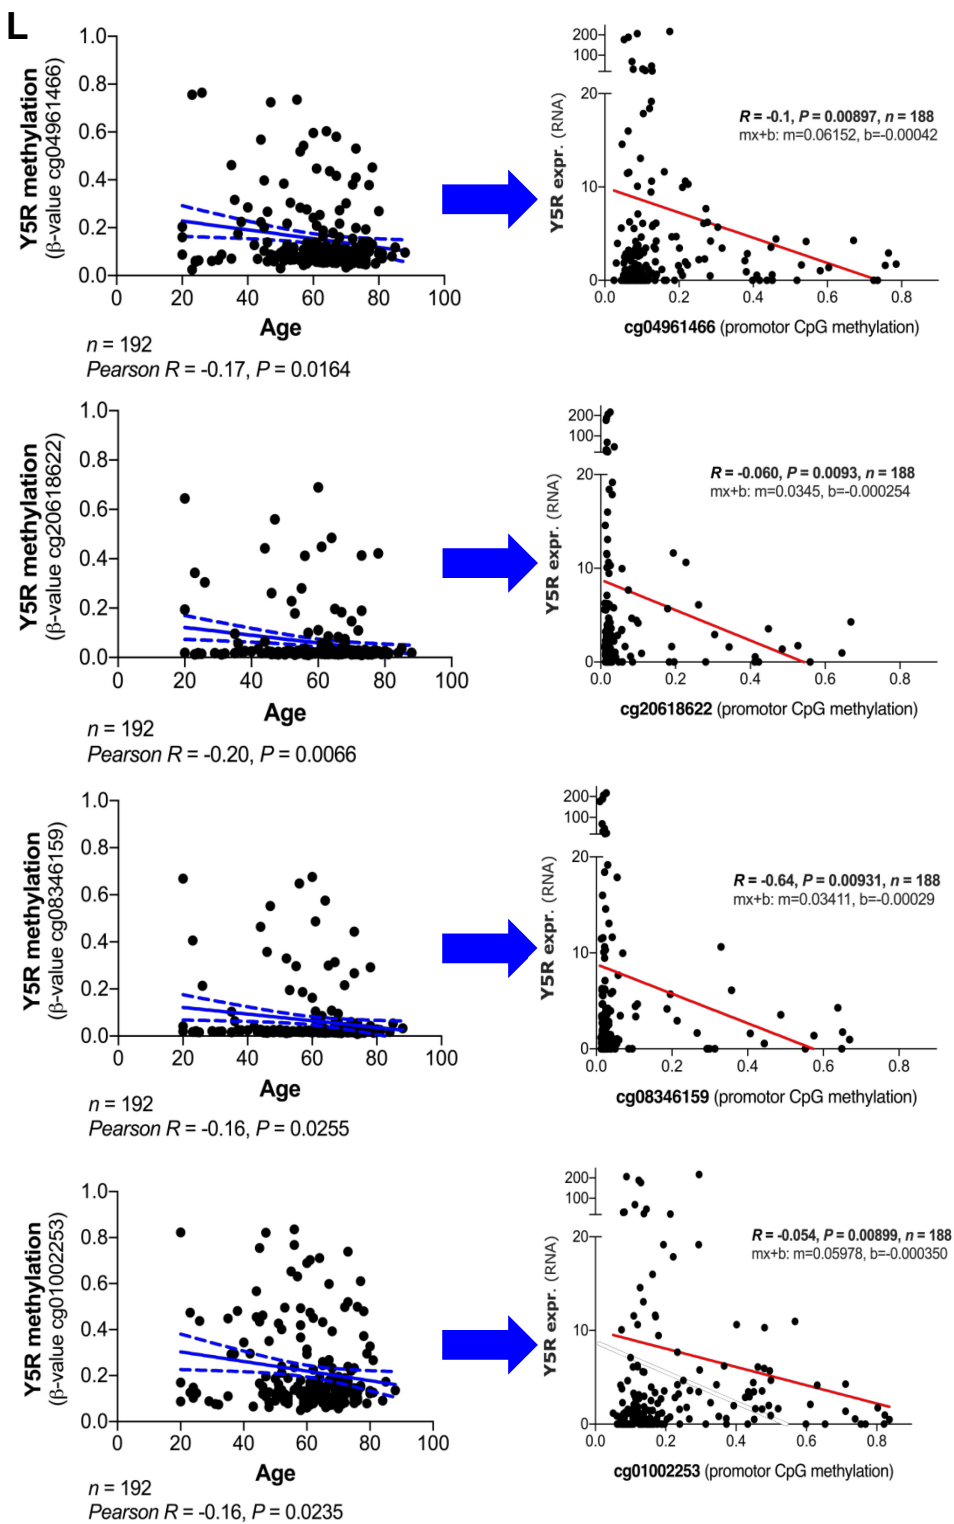 L
Y5R methylation
(β-value cg04961466)
1.0
0.8
0.6
0.4
0.2
0.0
0 20 40 60 80 100
Age
n = 192
Pearson R = -0.17, P = 0.0164
Y5R expr. (RNA)
200
100
20
10
0
0.0 0.2 0.4 0.6 0.8
R = -0.1, P = 0.00897, n = 188
mx+b: m=0.06152, b=-0.00042
cg04961466 (promotor CpG methylation)
Y5R methylation
(β-value cg20618622)
1.0
0.8
0.6
0.4
0.2
0.0
0 20 40 60 80 100
Age
n = 192
Pearson R = -0.20, P = 0.0066
Y5R expr. (RNA)
200
100
20
10
0
0.0 0.2 0.4 0.6 0.8
R = -0.060, P = 0.0093, n = 188
mx+b: m=0.0345, b=-0.000254
cg20618622 (promotor CpG methylation)
Y5R methylation
(β-value cg08346159)
1.0
0.8
0.6
0.4
0.2
0.0
0 20 40 60 80 100
Age
n = 192
Pearson R = -0.16, P = 0.0255
Y5R expr. (RNA)
200
100
20
10
0
0.0 0.2 0.4 0.6 0.8
R = -0.64, P = 0.00931, n = 188
mx+b: m=0.03411, b=-0.00029
cg08346159 (promotor CpG methylation)
Y5R methylation
(β-value cg01002253)
1.0
0.8
0.6
0.4
0.2
0.0
0 20 40 60 80 100
Age
n = 192
Pearson R = -0.16, P = 0.0235
Y5R expr. (RNA)
200
100
20
10
0
0.0 0.2 0.4 0.6 0.8
R = -0.054, P = 0.00899, n = 188
mx+b: m=0.05978, b=-0.000350
cg01002253 (promotor CpG methylation)